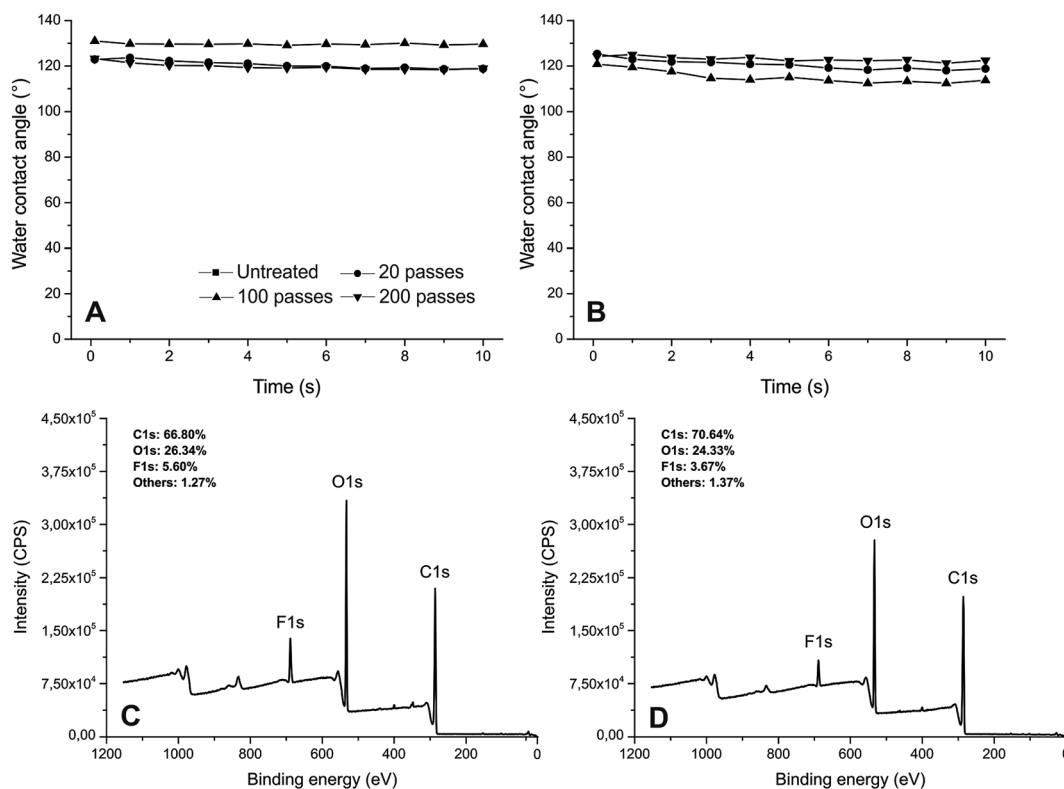 140
120
100
80
60
40
20
0
Water contact angle (°)
Untreated
20 passes
100 passes
200 passes
A
0 2 4 6 8 10
Time (s)
140
120
100
80
60
40
20
0
Water contact angle (°)
B
0 2 4 6 8 10
Time (s)
4,50x10⁵
3,75x10⁵
3,00x10⁵
2,25x10⁵
1,50x10⁵
7,50x10⁴
0,00
Intensity (CPS)
C1s: 66.80%
O1s: 26.34%
F1s: 5.60%
Others: 1.27%
O1s
C1s
F1s
C
1200 1000 800 600 400 200 0
Binding energy (eV)
4,50x10⁵
3,75x10⁵
3,00x10⁵
2,25x10⁵
1,50x10⁵
7,50x10⁴
0,00
Intensity (CPS)
C1s: 70.64%
O1s: 24.33%
F1s: 3.67%
Others: 1.37%
O1s
C1s
F1s
D
1200 1000 800 600 400 200 0
Binding energy (eV)